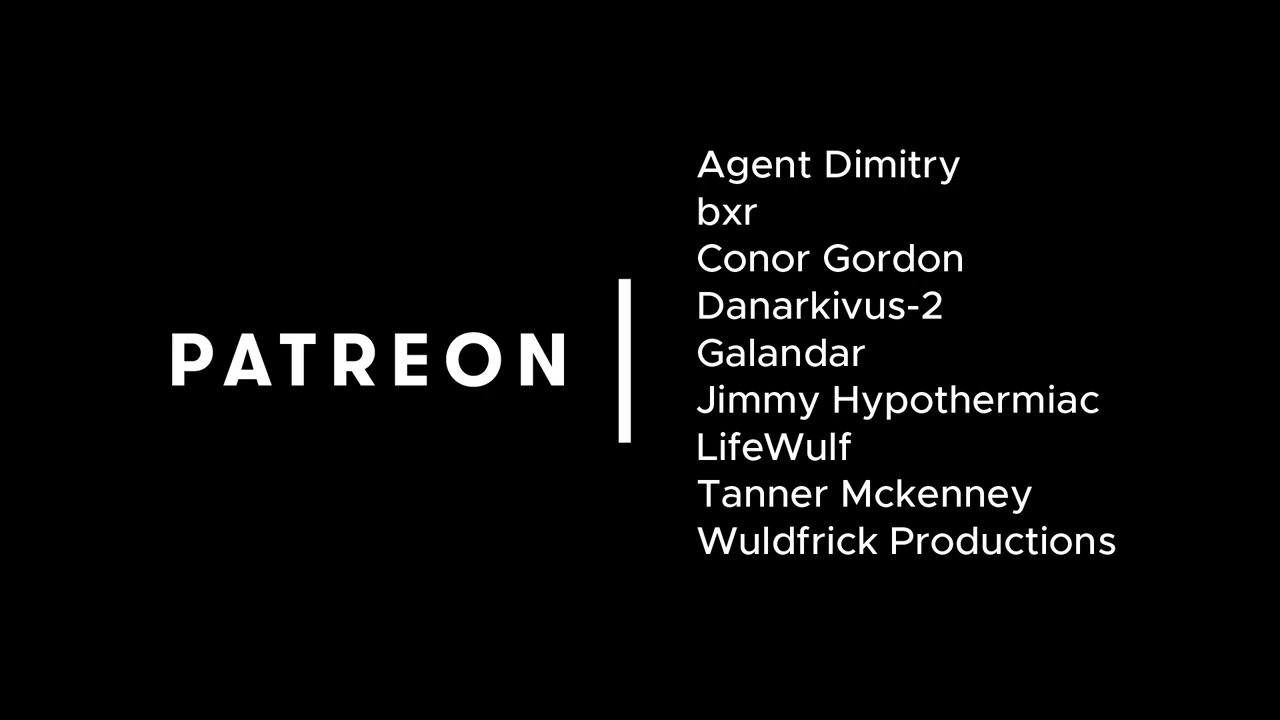 PATREON
Agent Dimitry
bxr
Conor Gordon
Danarkivus-2
Galandar
Jimmy Hypothermiac
LifeWulf
Tanner Mckenney
Wuldfrick Productions